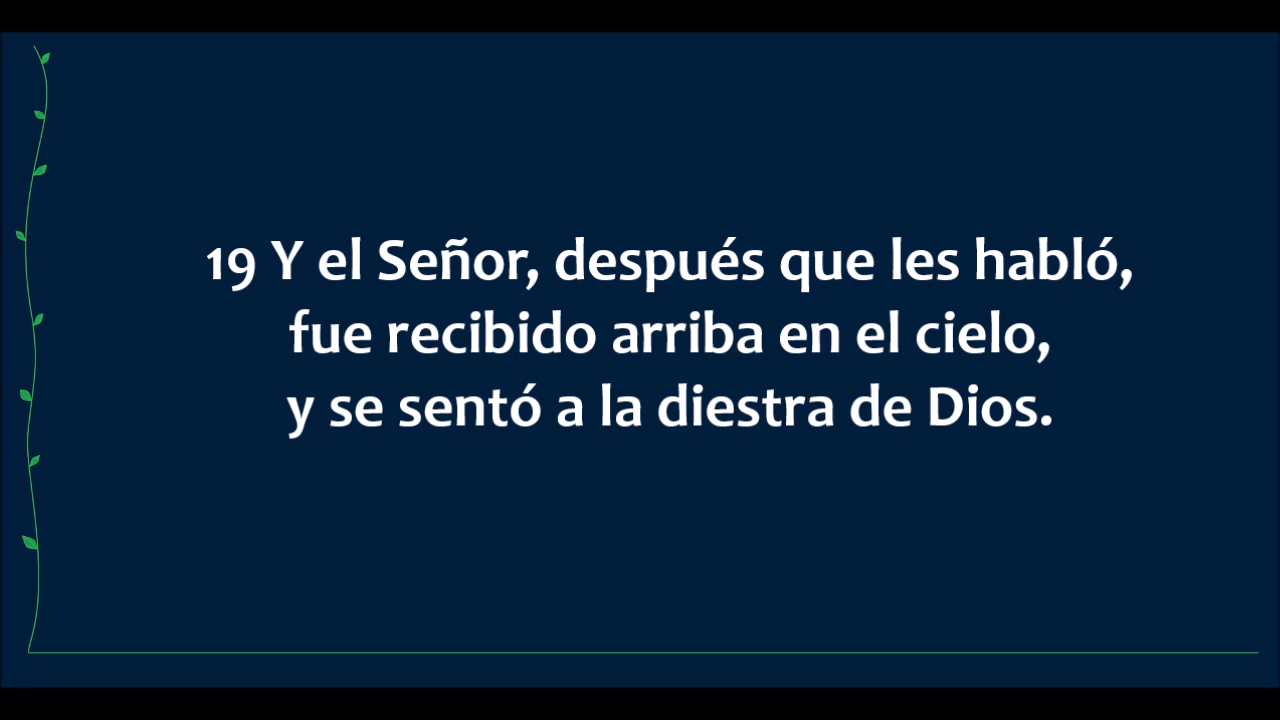 19 Y el Señor, después que les habló,
fue recibido arriba en el cielo,
y se sentó a la diestra de Dios.